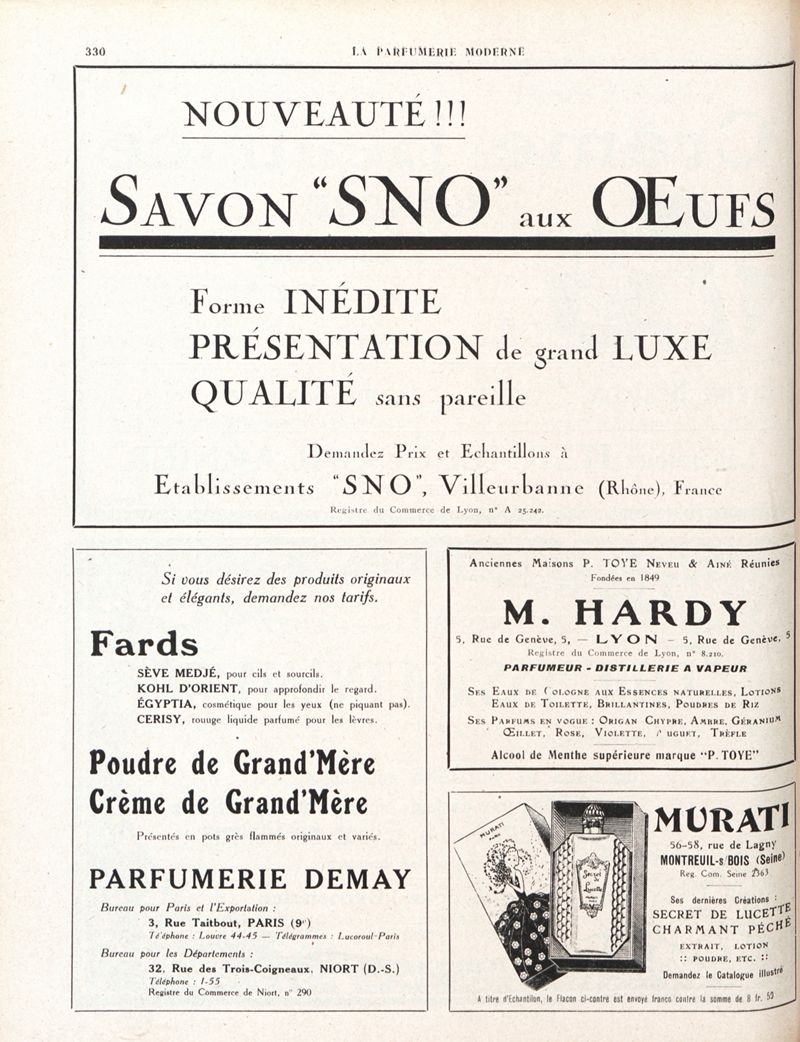 330
LA PARFUMERIE MODERNE
NOUVEAUTÉ !!!
SAVON "SNO" aux ŒUFS
Forme INÉDITE
PRÉSENTATION de grand LUXE
QUALITÉ sans pareille
Demandez Prix et Echantillons à
Etablissements "SNO", Villeurbanne (Rhône), France
Registre du Commerce de Lyon, n° A 25.242.
Si vous désirez des produits originaux
et élégants, demandez nos tarifs.
Fards
SÈVE MEDJÉ, pour cils et sourcils.
KOHL D'ORIENT, pour approfondir le regard.
ÉGYPTIA, cosmétique pour les yeux (ne piquant pas).
CERISY, rouuge liquide parfumé pour les lèvres.
Poudre de Grand'Mère
Crème de Grand'Mère
Présentés en pots grès flammés originaux et variés.
PARFUMERIE DEMAY
Bureau pour Paris et l'Exportation :
3, Rue Taitbout, PARIS (9e)
Téléphone : Louvre 44-45 — Télégrammes : Lucoroul-Paris
Bureau pour les Départements :
32, Rue des Trois-Coigneaux, NIORT (D.-S.)
Téléphone : 1-55
Registre du Commerce de Niort, n° 290
Anciennes Maisons P. TOYE NEVEU & AINÉ Réunies
Fondées en 1849
M. HARDY
5, Rue de Genève, 5, — LYON — 5, Rue de Genève, 5
Registre du Commerce de Lyon, n° 8.210.
PARFUMEUR - DISTILLERIE A VAPEUR
SES EAUX DE COLOGNE AUX ESSENCES NATURELLES, LOTIONS
EAUX DE TOILETTE, BRILLANTINES, POUDRES DE RIZ
SES PARFUMS EN VOGUE : ORIGAN CHYPRE, AMBRE, GÉRANIUM
ŒILLET, ROSE, VIOLETTE, MUGUET, TRÈFLE
Alcool de Menthe supérieure marque "P. TOYE"
MURATI
PARIS
Secret
de
Lucette
MURATI
56-58, rue de Lagny
MONTREUIL-s/BOIS (Seine)
Reg. Com. Seine
Ses dernières Créations :
SECRET DE LUCETTE
CHARMANT PÉCHÉ
EXTRAIT, LOTION
:: POUDRE, ETC. ::
Demandez le Catalogue illustré
A titre d'Echantilon, le Flacon ci-contre est envoyé franco contre la somme de 8 fr. 50